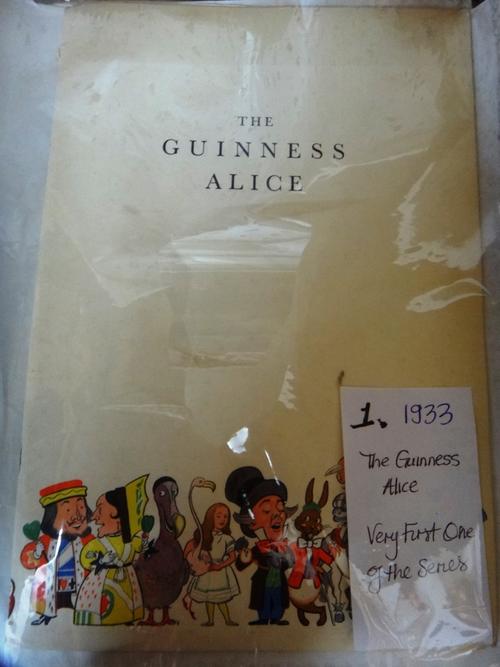 THE
GUINNESS
ALICE
1. 1933
The Guinness
Alice
Very First One
of the Series